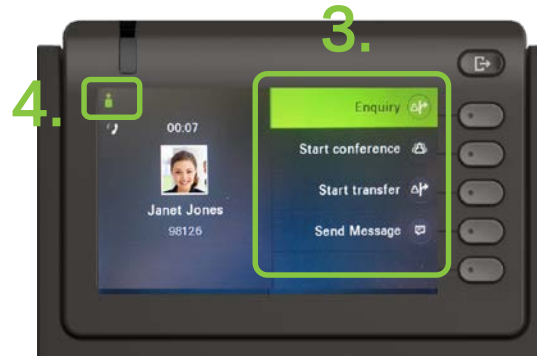 3.
4.
Enquiry
00:07
Start conference
Start transfer
Janet Jones
98126
Send Message